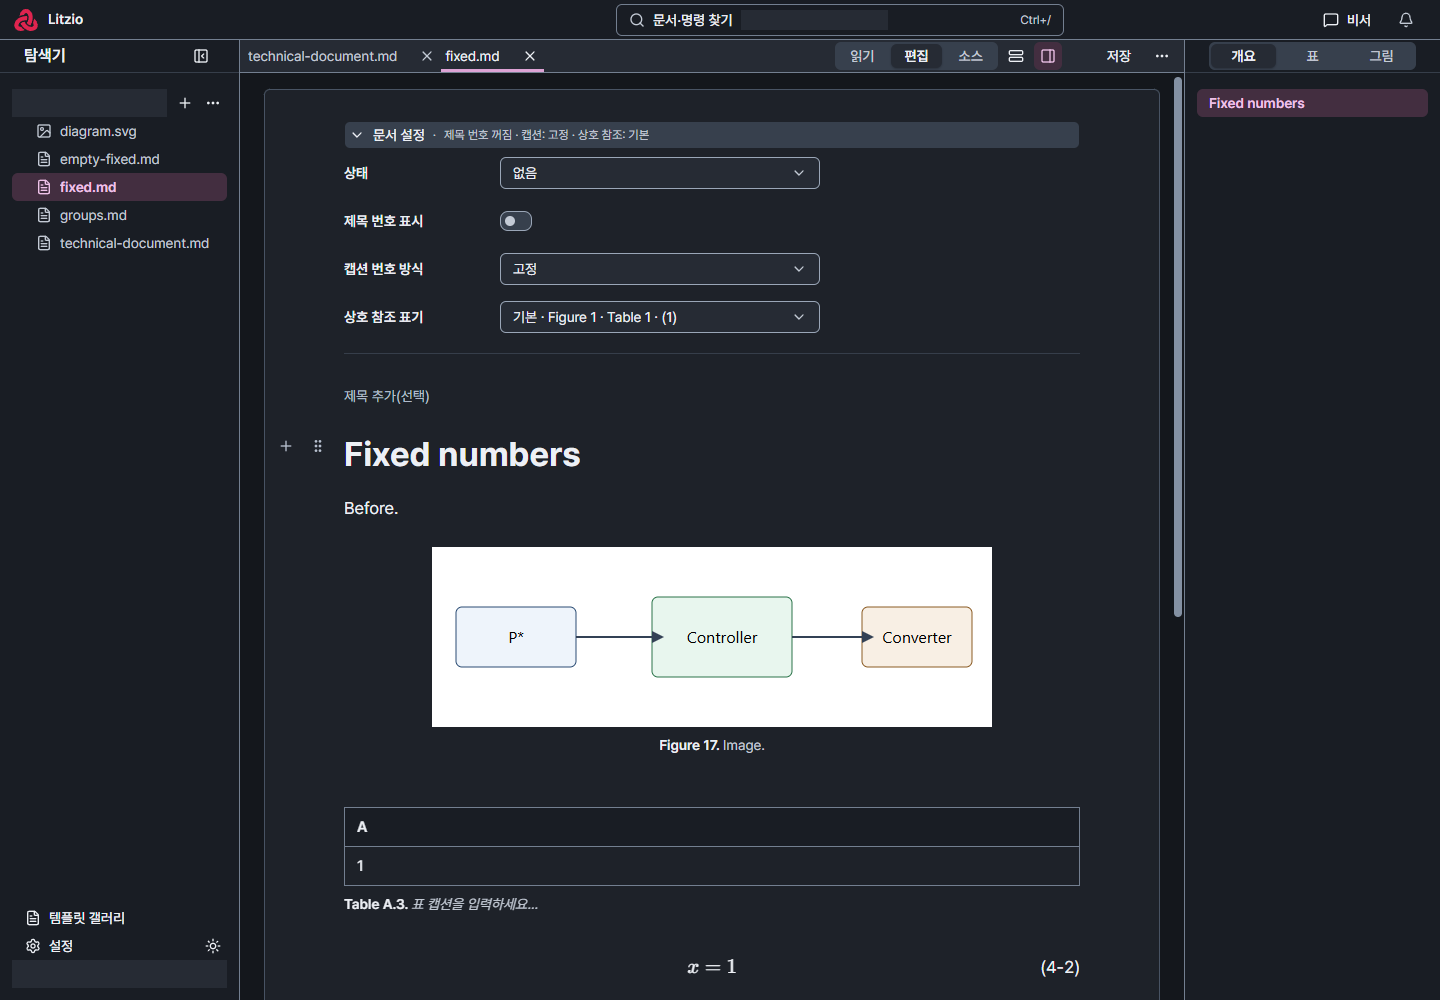 Litzio
문서·명령 찾기
Ctrl+/
비서
탐색기
technical-document.md
fixed.md
읽기
편집
소스
저장
개요
표
그림
diagram.svg
empty-fixed.md
fixed.md
groups.md
technical-document.md
템플릿 갤러리
설정
문서 설정 · 제목 번호 꺼짐 · 캡션: 고정 · 상호 참조: 기본
상태
없음
제목 번호 표시
캡션 번호 방식
고정
상호 참조 표기
기본 · Figure 1 · Table 1 · (1)
제목 추가(선택)
Fixed numbers
Before.
P*
Controller
Converter
Figure 17. Image.
A
1
Table A.3. 표 캡션을 입력하세요...
x = 1
(4-2)
Fixed numbers